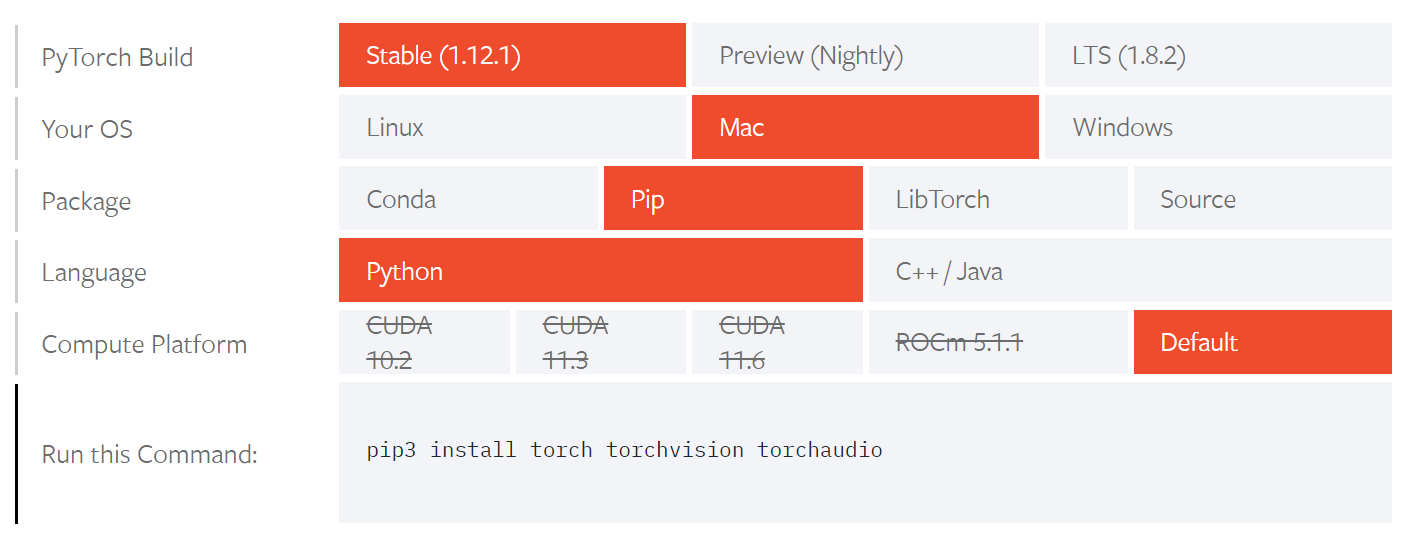 PyTorch Build
Stable (1.12.1)
Preview (Nightly)
LTS (1.8.2)
Your OS
Linux
Mac
Windows
Package
Conda
Pip
LibTorch
Source
Language
Python
C++ / Java
Compute Platform
CUDA
10.2
CUDA
11.3
CUDA
11.6
ROCm 5.1.1
Default
Run this Command:
pip3 install torch torchvision torchaudio